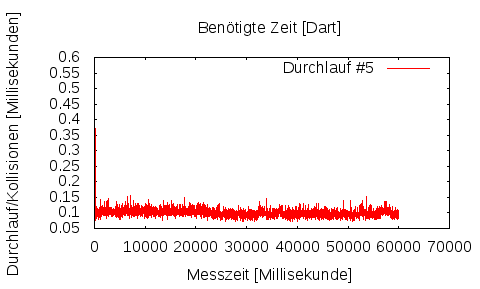 Benötigte Zeit [Dart]
Durchlauf/Kollisionen [Millisekunden]
0.6
0.55
0.5
0.45
0.4
0.35
0.3
0.25
0.2
0.15
0.1
0.05
Durchlauf #5
0 10000 20000 30000 40000 50000 60000 70000
Messzeit [Millisekunde]